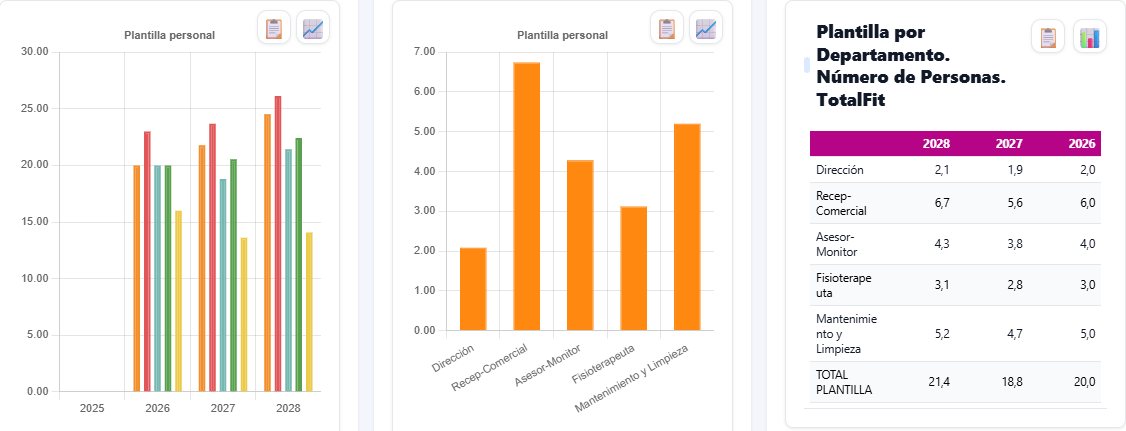 Plantilla personal
30.00
25.00
20.00
15.00
10.00
5.00
0.00
2025 2026 2027 2028
Plantilla personal
7.00
6.00
5.00
4.00
3.00
2.00
1.00
0.00
Dirección
Recep-Comercial
Asesor-Monitor
Fisioterapeuta
Mantenimiento y Limpieza
Plantilla por
Departamento.
Número de Personas.
TotalFit
2028 2027 2026
Dirección 2,1 1,9 2,0
Recep-
Comercial 6,7 5,6 6,0
Asesor-
Monitor 4,3 3,8 4,0
Fisioterape
uta 3,1 2,8 3,0
Mantenimie
nto y 5,2 4,7 5,0
Limpieza
TOTAL
PLANTILLA 21,4 18,8 20,0